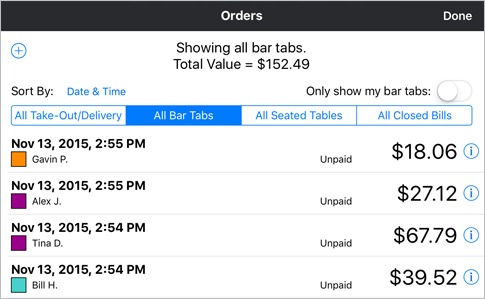 Orders Done
Showing all bar tabs.
Total Value = $152.49
Sort By: Date & Time Only show my bar tabs:
All Take-Out/Delivery All Bar Tabs All Seated Tables All Closed Bills
Nov 13, 2015, 2:55 PM
Gavin P. Unpaid $18.06
Nov 13, 2015, 2:55 PM
Alex J. Unpaid $27.12
Nov 13, 2015, 2:54 PM
Tina D. Unpaid $67.79
Nov 13, 2015, 2:54 PM
Bill H. Unpaid $39.52